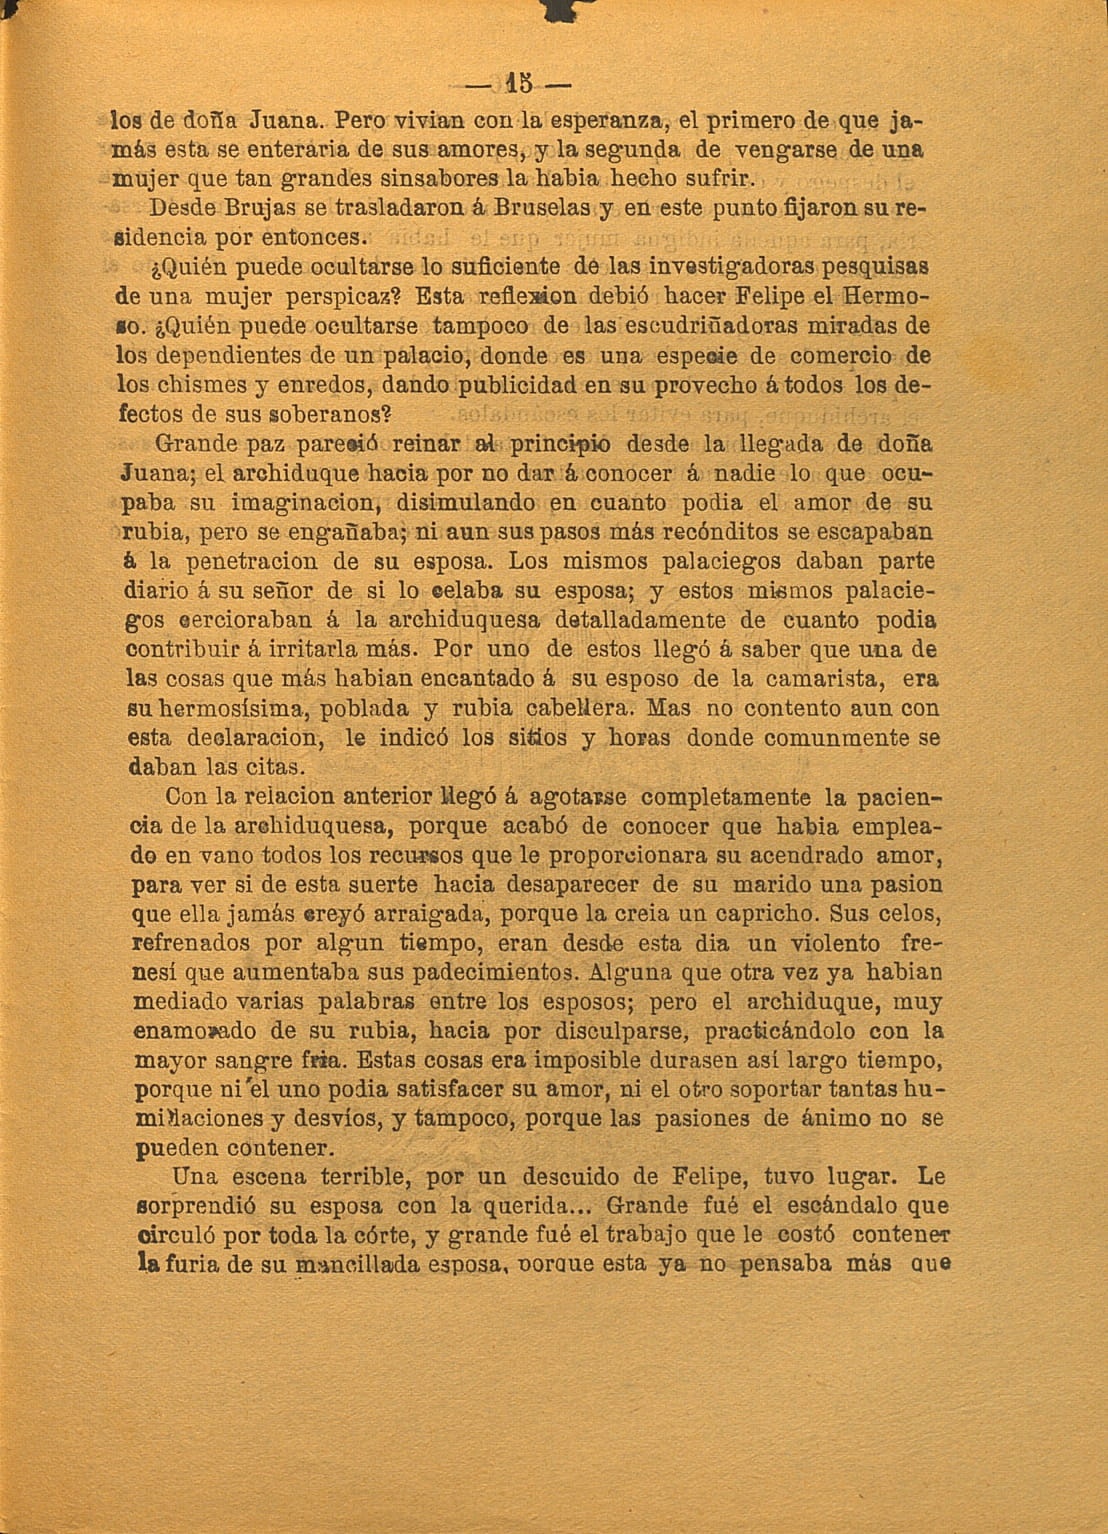 — 15 —
los de doña Juana. Pero vivian con la esperanza, el primero de que ja-
más esta se enteraria de sus amores, y la segunda de vengarse de una
mujer que tan grandes sinsabores la habia hecho sufrir.
Desde Brujas se trasladaron á Bruselas y en este punto fijaron su re-
sidencia por entonces.
¿Quién puede ocultarse lo suficiente de las investigadoras pesquisas
de una mujer perspicaz? Esta reflexion debió hacer Felipe el Hermo-
so. ¿Quién puede ocultarse tampoco de las escudriñadoras miradas de
los dependientes de un palacio, donde es una especie de comercio de
los chismes y enredos, dando publicidad en su provecho á todos los de-
fectos de sus soberanos?
Grande paz pareció reinar al principio desde la llegada de doña
Juana; el archiduque hacia por no dar á conocer á nadie lo que ocu-
paba su imaginacion, disimulando en cuanto podia el amor de su
rubia, pero se engañaba; ni aun sus pasos más recónditos se escapaban
á la penetracion de su esposa. Los mismos palaciegos daban parte
diario á su señor de si lo celaba su esposa; y estos mismos palacie-
gos cercioraban á la archiduquesa detalladamente de cuanto podia
contribuir á irritarla más. Por uno de estos llegó á saber que una de
las cosas que más habian encantado á su esposo de la camarista, era
su hermosísima, poblada y rubia cabellera. Mas no contento aun con
esta declaracion, le indicó los sitios y horas donde comunmente se
daban las citas.
Con la relacion anterior llegó á agotarse completamente la pacien-
cia de la archiduquesa, porque acabó de conocer que habia emplea-
do en vano todos los recursos que le proporcionara su acendrado amor,
para ver si de esta suerte hacia desaparecer de su marido una pasion
que ella jamás creyó arraigada, porque la creia un capricho. Sus celos,
refrenados por algun tiempo, eran desde esta dia un violento fre-
nesí que aumentaba sus padecimientos. Alguna que otra vez ya habian
mediado varias palabras entre los esposos; pero el archiduque, muy
enamorado de su rubia, hacia por disculparse, practicándolo con la
mayor sangre fria. Estas cosas era imposible durasen así largo tiempo,
porque ni el uno podia satisfacer su amor, ni el otro soportar tantas hu-
millaciones y desvíos, y tampoco, porque las pasiones de ánimo no se
pueden contener.
Una escena terrible, por un descuido de Felipe, tuvo lugar. Le
sorprendió su esposa con la querida... Grande fué el escándalo que
circuló por toda la córte, y grande fué el trabajo que le costó contener
la furia de su mancillada esposa, porque esta ya no pensaba más que